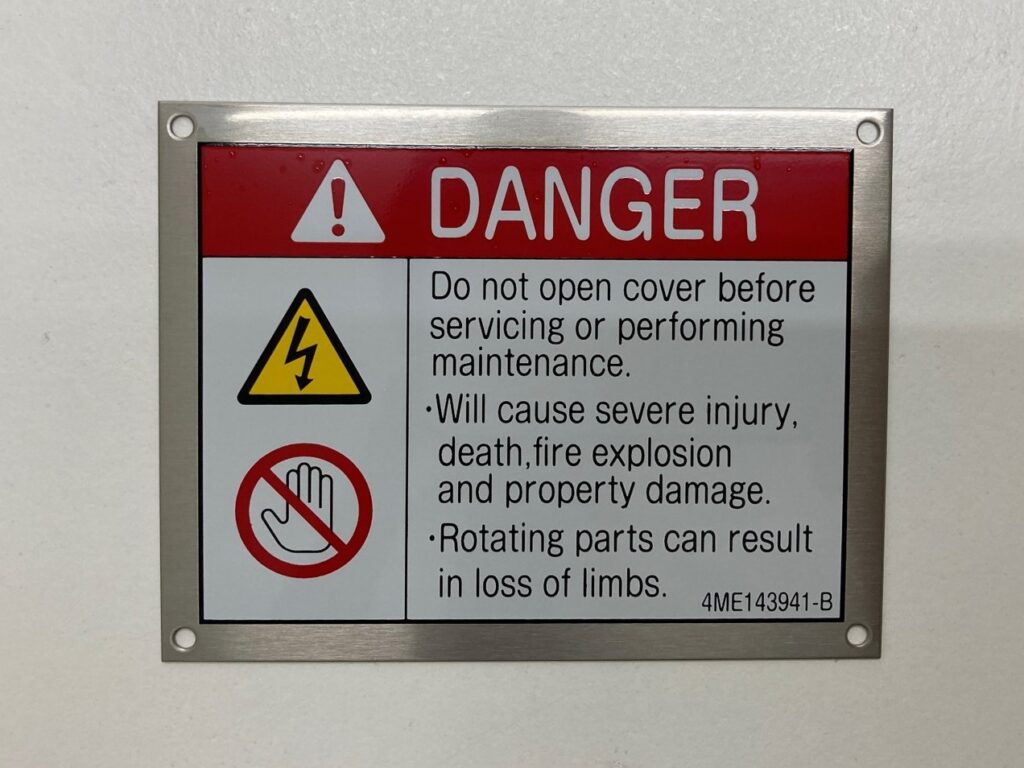 DANGER
Do not open cover before
servicing or performing
maintenance.
·Will cause severe injury,
death,fire explosion
and property damage.
·Rotating parts can result
in loss of limbs.
4ME143941-B